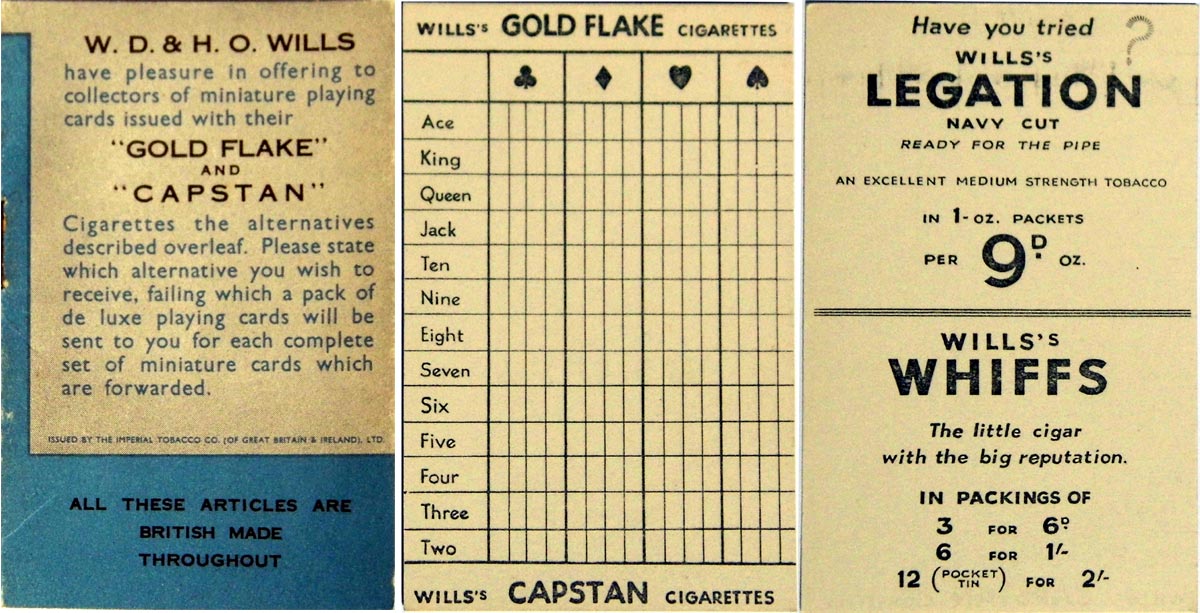 W. D. & H. O. WILLS
have pleasure in offering to
collectors of miniature playing
cards issued with their
"GOLD FLAKE"
AND
"CAPSTAN"
Cigarettes the alternatives
described overleaf. Please state
which alternative you wish to
receive, failing which a pack of
de luxe playing cards will be
sent to you for each complete
set of miniature cards which
are forwarded.
ISSUED BY THE IMPERIAL TOBACCO CO. (OF GREAT BRITAIN & IRELAND), LTD.
ALL THESE ARTICLES ARE
BRITISH MADE
THROUGHOUT
WILLS's GOLD FLAKE CIGARETTES
♣ ♦ ♥ ♠
Ace
King
Queen
Jack
Ten
Nine
Eight
Seven
Six
Five
Four
Three
Two
WILLS's CAPSTAN CIGARETTES
Have you tried ?
WILLS's
LEGATION
NAVY CUT
READY FOR THE PIPE
AN EXCELLENT MEDIUM STRENGTH TOBACCO
IN 1-OZ. PACKETS
PER 9D. OZ.
WILLS's
WHIFFS
The little cigar
with the big reputation.
IN PACKINGS OF
3 FOR 6D.
6 FOR 1/-
12 (POCKET TIN) FOR 2/-